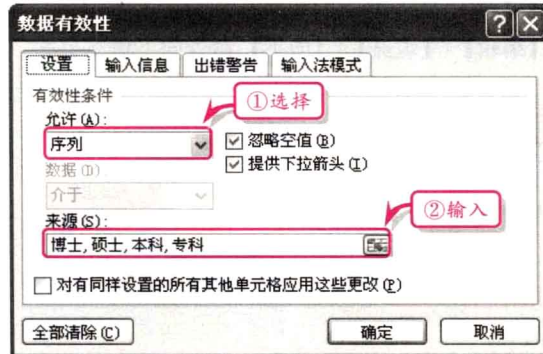 数据有效性
设置 输入信息 出错警告 输入法模式
有效性条件
①选择
允许(A):
序列
忽略空值(B)
数据(D)
提供下拉箭头(I)
介于
②输入
来源(S):
博士,硕士,本科,专科
对有同样设置的所有其他单元格应用这些更改(P)
全部清除(C) 确定 取消